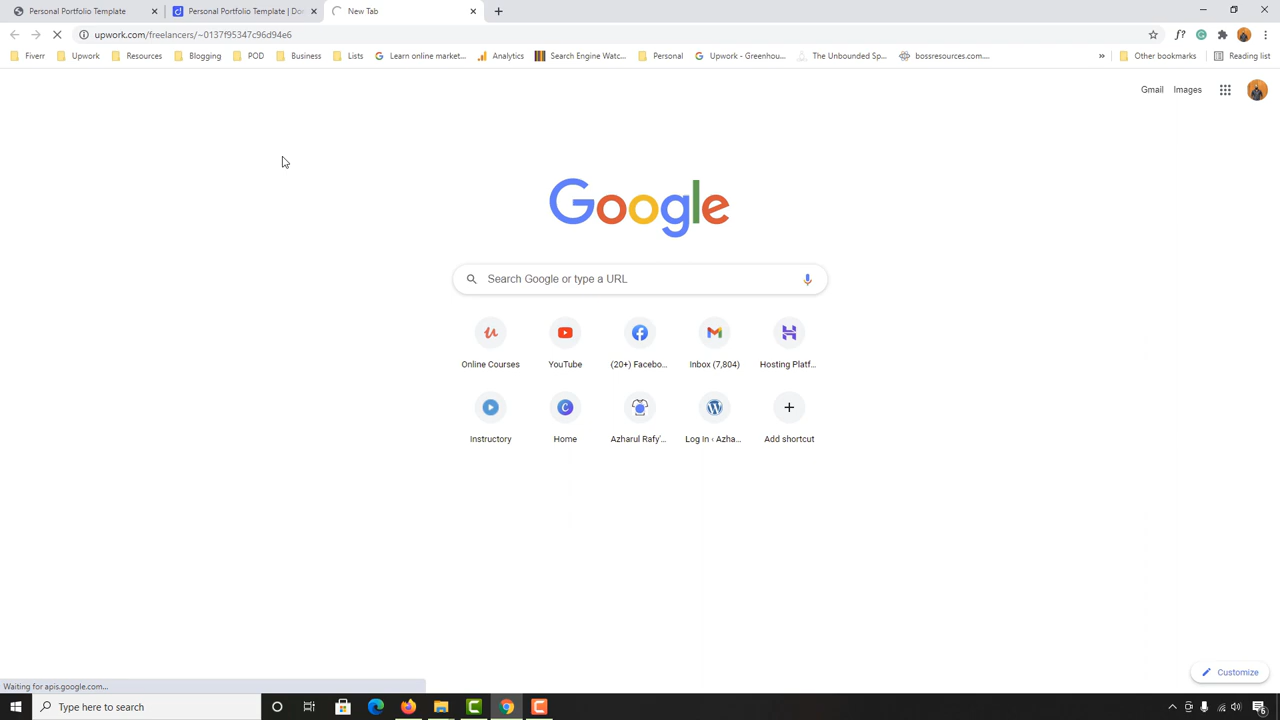 Personal Portfolio Template
Personal Portfolio Template | Do
New Tab
upwork.com/freelancers/~0137f95347c96d94e6
f?
Fiverr
Upwork
Resources
Blogging
POD
Business
Lists
Learn online market...
Analytics
Search Engine Watc...
Personal
Upwork - Greenhou...
The Unbounded Sp...
bossresources.com....
»
Other bookmarks
Reading list
Gmail
Images
Google
Search Google or type a URL
Online Courses
YouTube
(20+) Facebo...
Inbox (7,804)
Hosting Platf...
Instructory
Home
Azharul Rafy'...
Log In ‹ Azha...
Add shortcut
Customize
Waiting for apis.google.com...
Type here to search